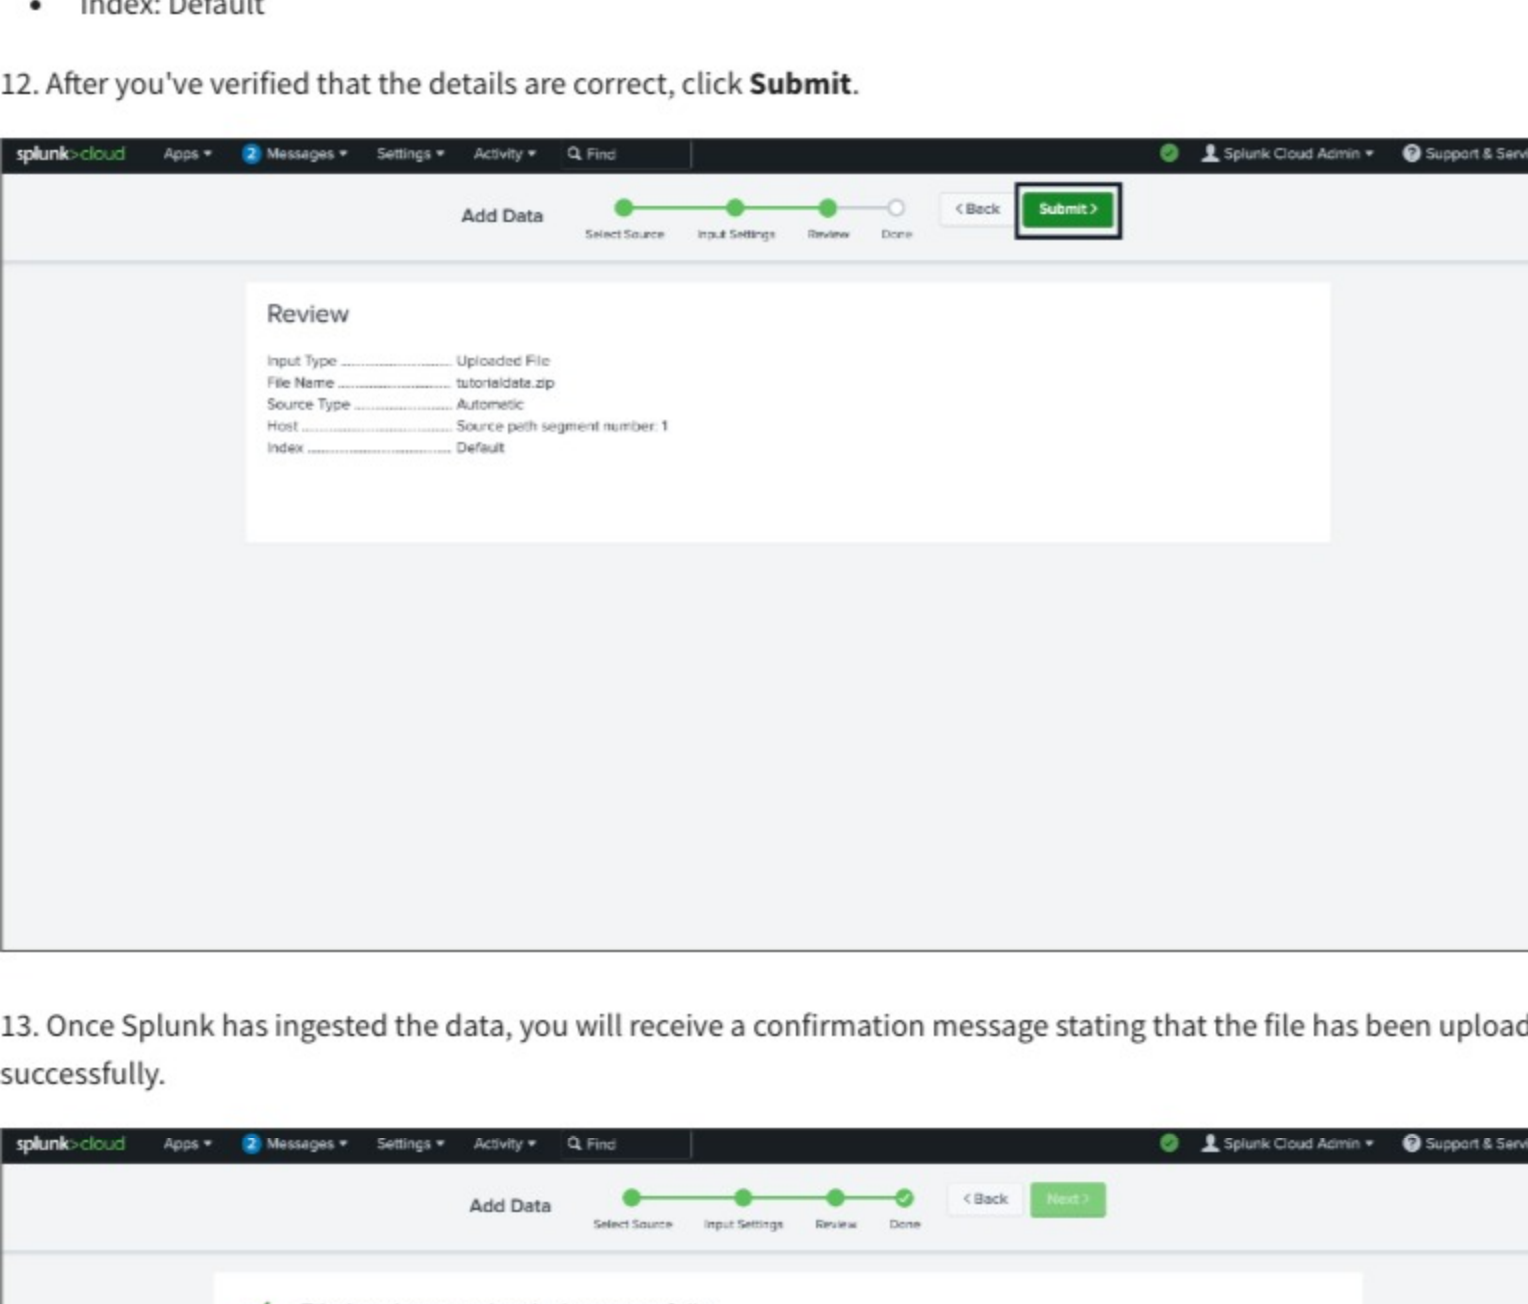 • Index: Default
12. After you've verified that the details are correct, click Submit.
splunk>cloud Apps 2 Messages Settings Activity Find Splunk Cloud Admin Support & Servi
Add Data Select Source Input Settings Review Done < Back Submit >
Review
Input Type Uploaded File
File Name tutorialdata.zip
Source Type Automatic
Host Source path segment number: 1
Index Default
13. Once Splunk has ingested the data, you will receive a confirmation message stating that the file has been upload
successfully.
splunk>cloud Apps 2 Messages Settings Activity Find Splunk Cloud Admin Support & Servi
Add Data Select Source Input Settings Review Done < Back Next >